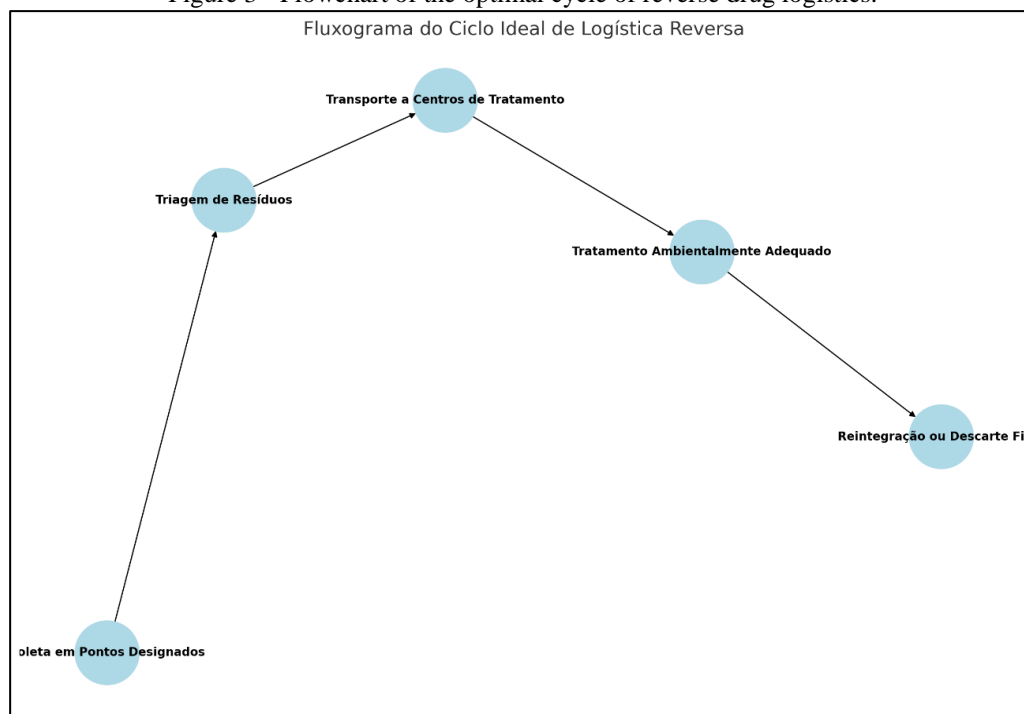 Figure - Flowchart of the optimal cycle of reverse drug logistics.
Fluxograma do Ciclo Ideal de Logística Reversa
Transporte a Centros de Tratamento
Triagem de Resíduos
Tratamento Ambientalmente Adequado
Reintegração ou Descarte Fi
oleta em Pontos Designados